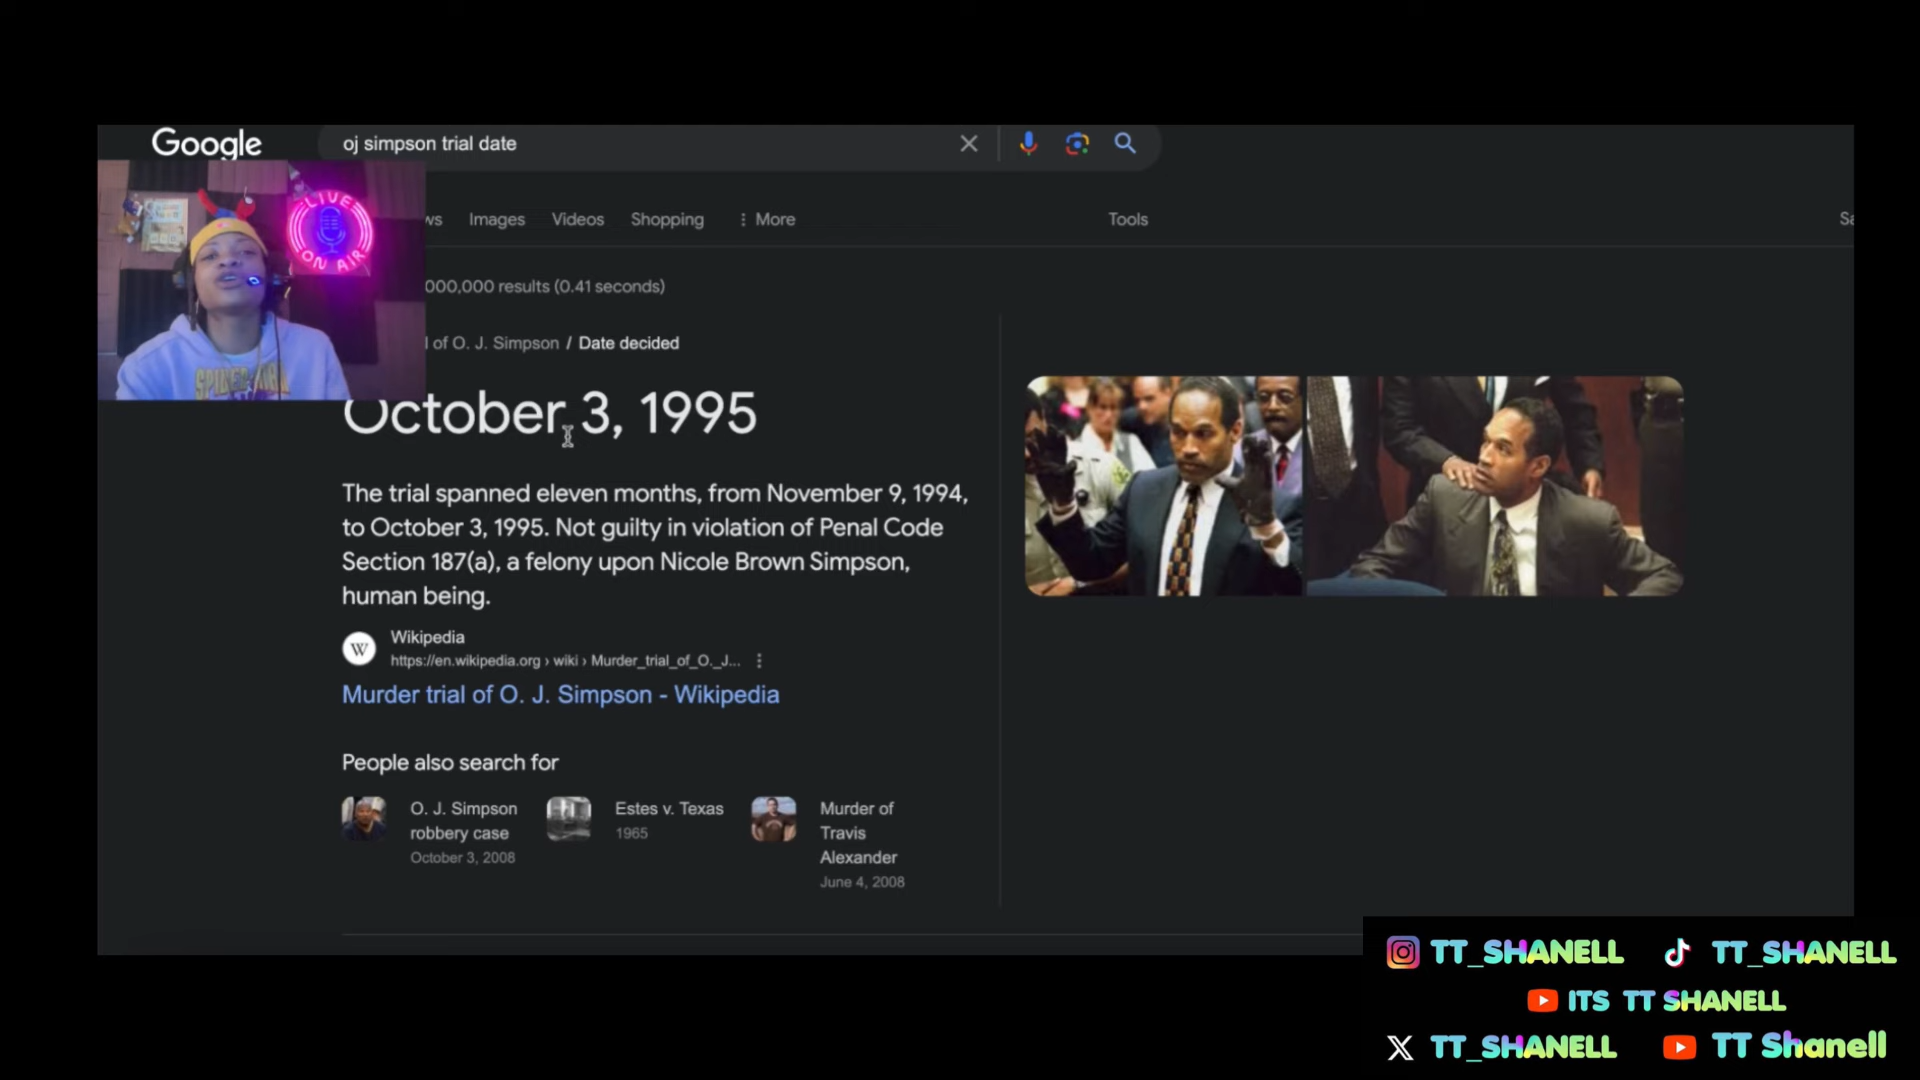 Google
oj simpson trial date
ws Images Videos Shopping More Tools
000,000 results (0.41 seconds)
LIVE
ON AIR
l of O. J. Simpson / Date decided
October 3, 1995
The trial spanned eleven months, from November 9, 1994,
to October 3, 1995. Not guilty in violation of Penal Code
Section 187(a), a felony upon Nicole Brown Simpson,
human being.
W
Wikipedia
https://en.wikipedia.org › wiki › Murder_trial_of_O._J...
Murder trial of O. J. Simpson - Wikipedia
People also search for
O. J. Simpson
robbery case
October 3, 2008
Estes v. Texas
1965
Murder of
Travis
Alexander
June 4, 2008
TT_SHANELL TT_SHANELL
ITS TT SHANELL
TT_SHANELL TT Shanell